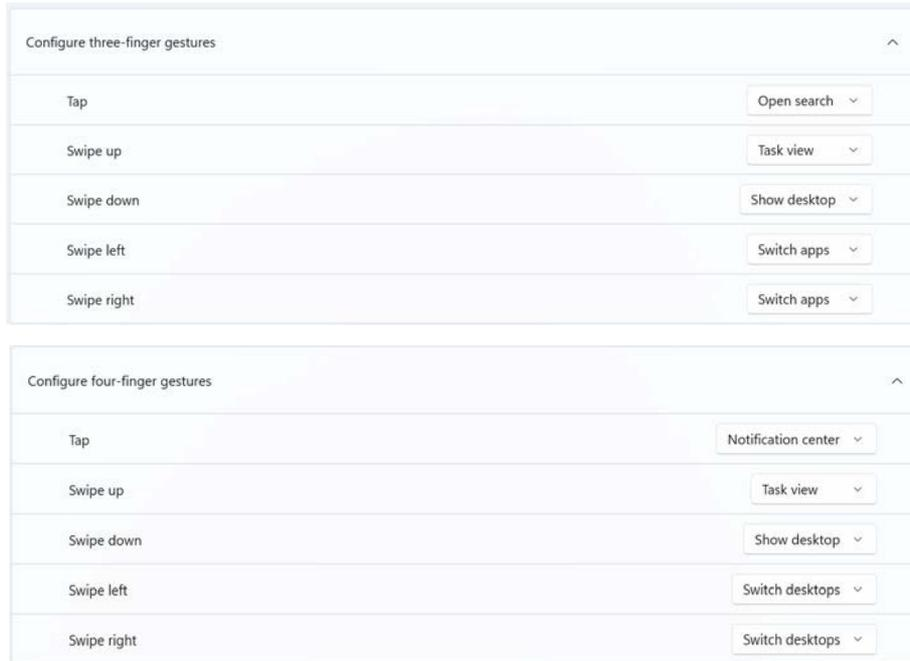 Configure three-finger gestures
Tap Open search
Swipe up Task view
Swipe down Show desktop
Swipe left Switch apps
Swipe right Switch apps
Configure four-finger gestures
Tap Notification center
Swipe up Task view
Swipe down Show desktop
Swipe left Switch desktops
Swipe right Switch desktops